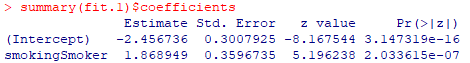 > summary(fit.1)$coefficients
Estimate Std. Error z value Pr(>|z|)
(Intercept) -2.456736 0.3007925 -8.167544 3.147319e-16
smokingSmoker 1.868949 0.3596735 5.196238 2.033615e-07